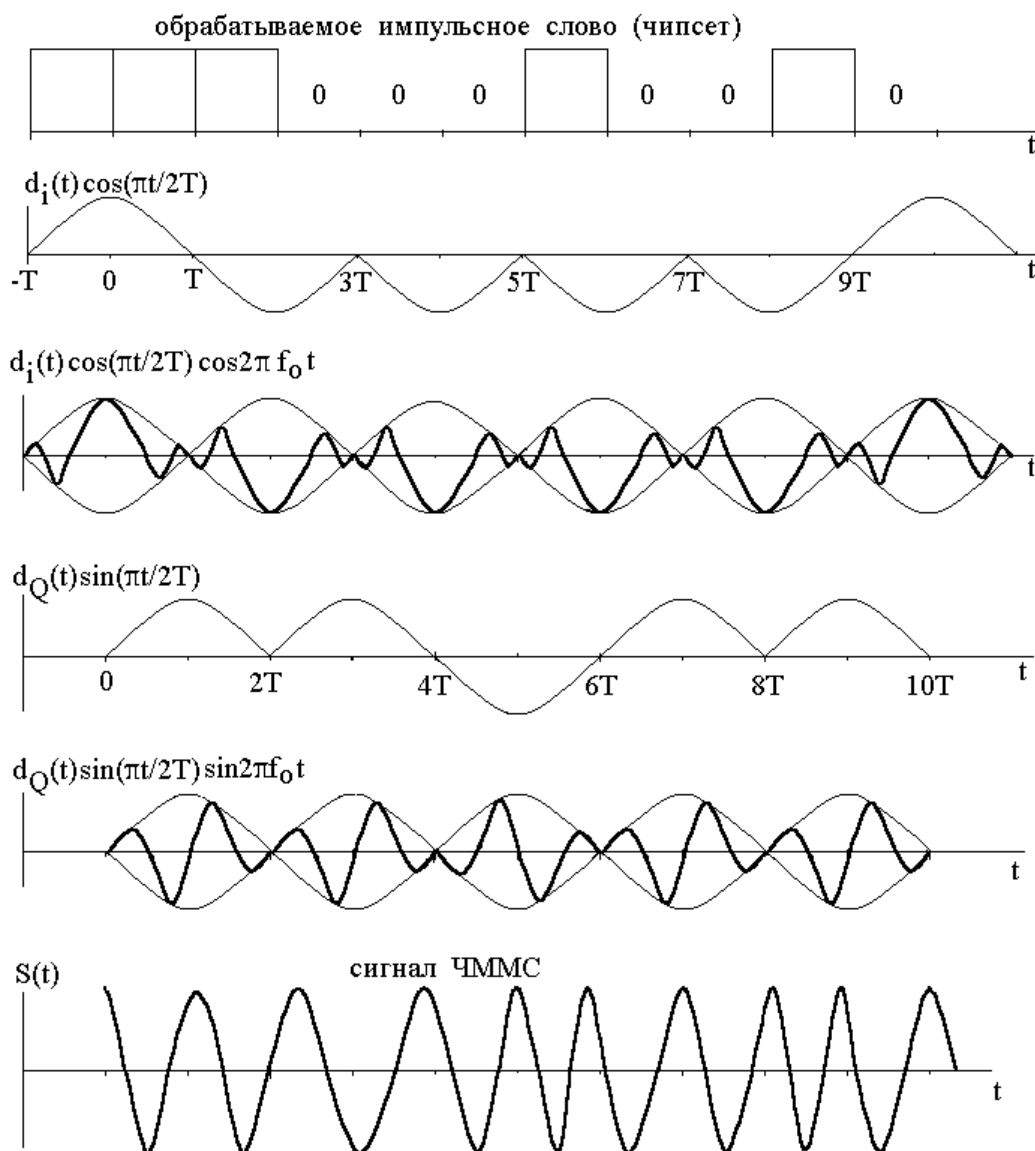 обрабатываемое импульсное слово (чипсет)
0 0 0 0 0 0
t
d_i(t)cos(πt/2T)
-T 0 T 3T 5T 7T 9T t
d_i(t)cos(πt/2T)cos2π f_o t
t
d_Q(t)sin(πt/2T)
0 2T 4T 6T 8T 10T t
d_Q(t)sin(πt/2T)sin2πf_o t
t
S(t) сигнал ЧММС
t